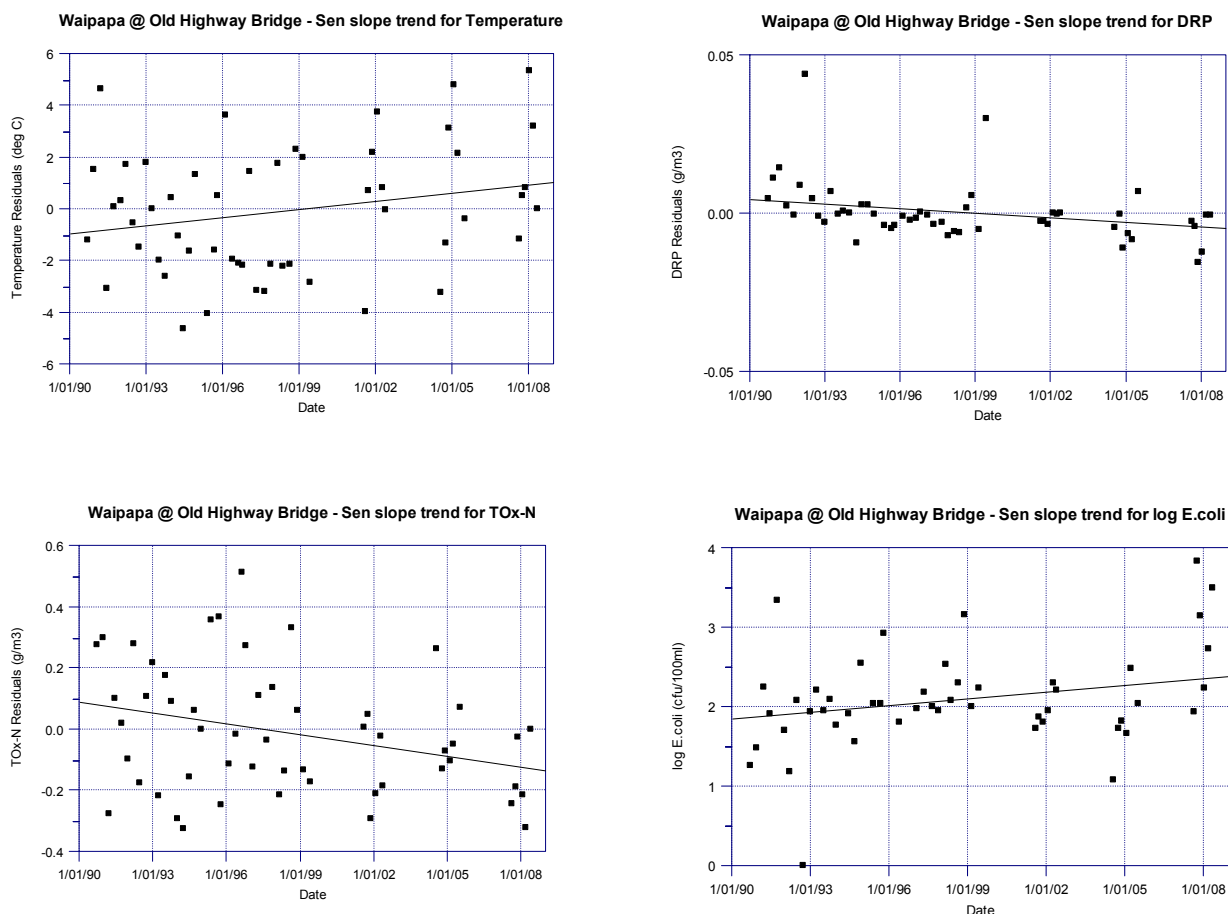 Waipapa @ Old Highway Bridge - Sen slope trend for Temperature
6
4
2
0
-2
-4
-6
Temperature Residuals (deg C)
1/01/90 1/01/93 1/01/96 1/01/99 1/01/02 1/01/05 1/01/08
Date
Waipapa @ Old Highway Bridge - Sen slope trend for DRP
0.05
0.00
-0.05
DRP Residuals (g/m3)
1/01/90 1/01/93 1/01/96 1/01/99 1/01/02 1/01/05 1/01/08
Date
Waipapa @ Old Highway Bridge - Sen slope trend for TOx-N
0.6
0.4
0.2
0.0
-0.2
-0.4
TOx-N Residuals (g/m3)
1/01/90 1/01/93 1/01/96 1/01/99 1/01/02 1/01/05 1/01/08
Date
Waipapa @ Old Highway Bridge - Sen slope trend for log E.coli
4
3
2
1
0
log E.coli (cfu/100ml)
1/01/90 1/01/93 1/01/96 1/01/99 1/01/02 1/01/05 1/01/08
Date